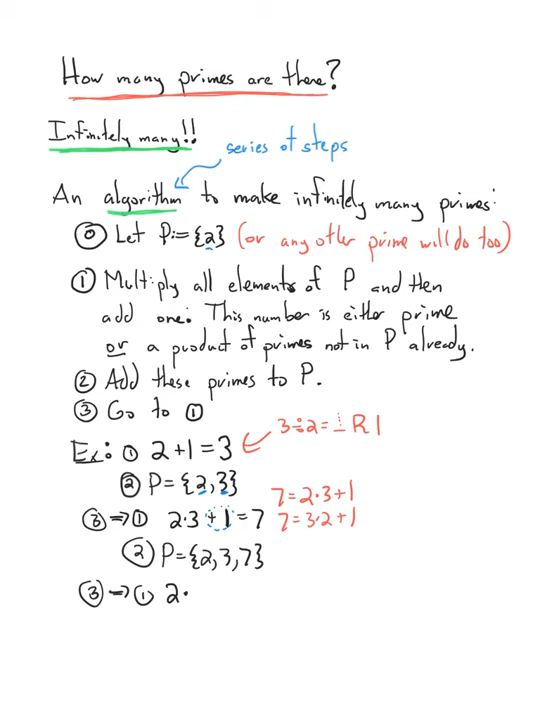 How many primes are there?
Infinitely many!!
series of steps
An algorithm to make infinitely many primes:
⓪ Let P:= {2} (or any other prime will do too)
① Multiply all elements of P and then
add one. This number is either prime
or a product of primes not in P already.
② Add these primes to P.
③ Go to ①
3÷2= 1 R 1
Ex: ① 2+1=3
② P={2,3}
7=2·3+1
③ ⇒ ① 2·3+1=7
7=3·2+1
② P={2,3,7}
③ ⇒ ① 2·